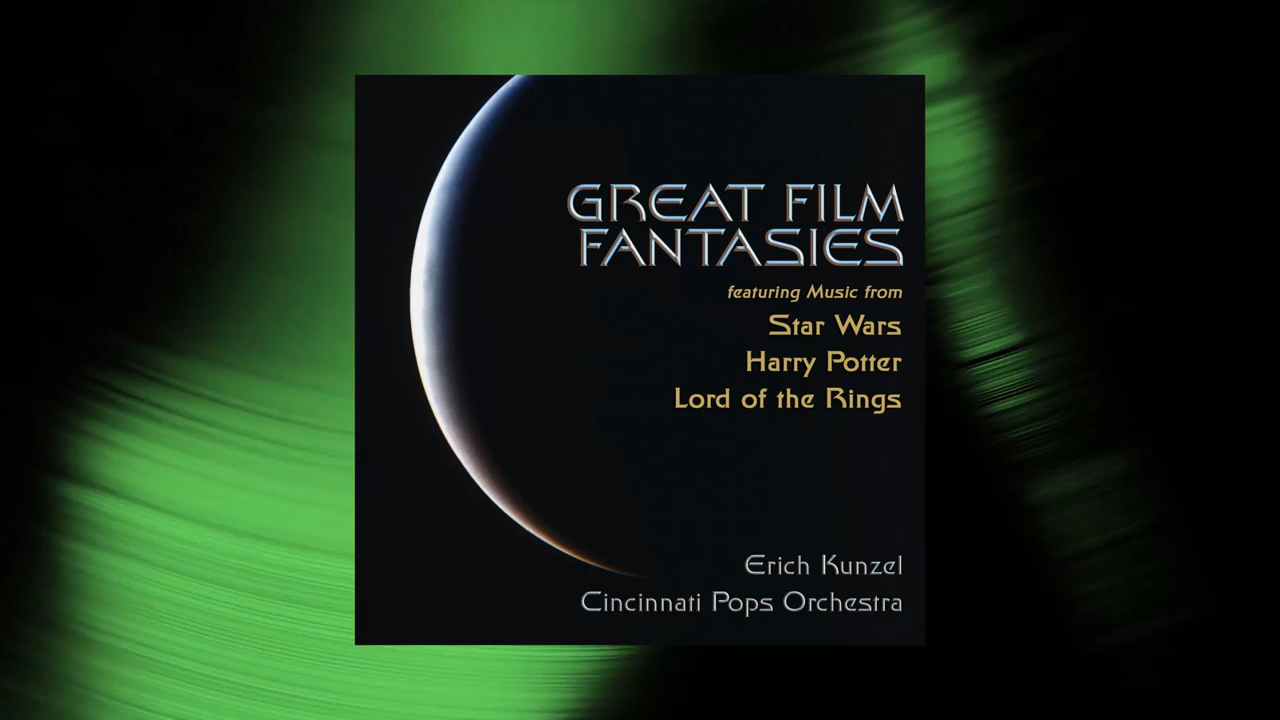 GREAT FILM
FANTASIES
featuring Music from
Star Wars
Harry Potter
Lord of the Rings
Erich Kunzel
Cincinnati Pops Orchestra